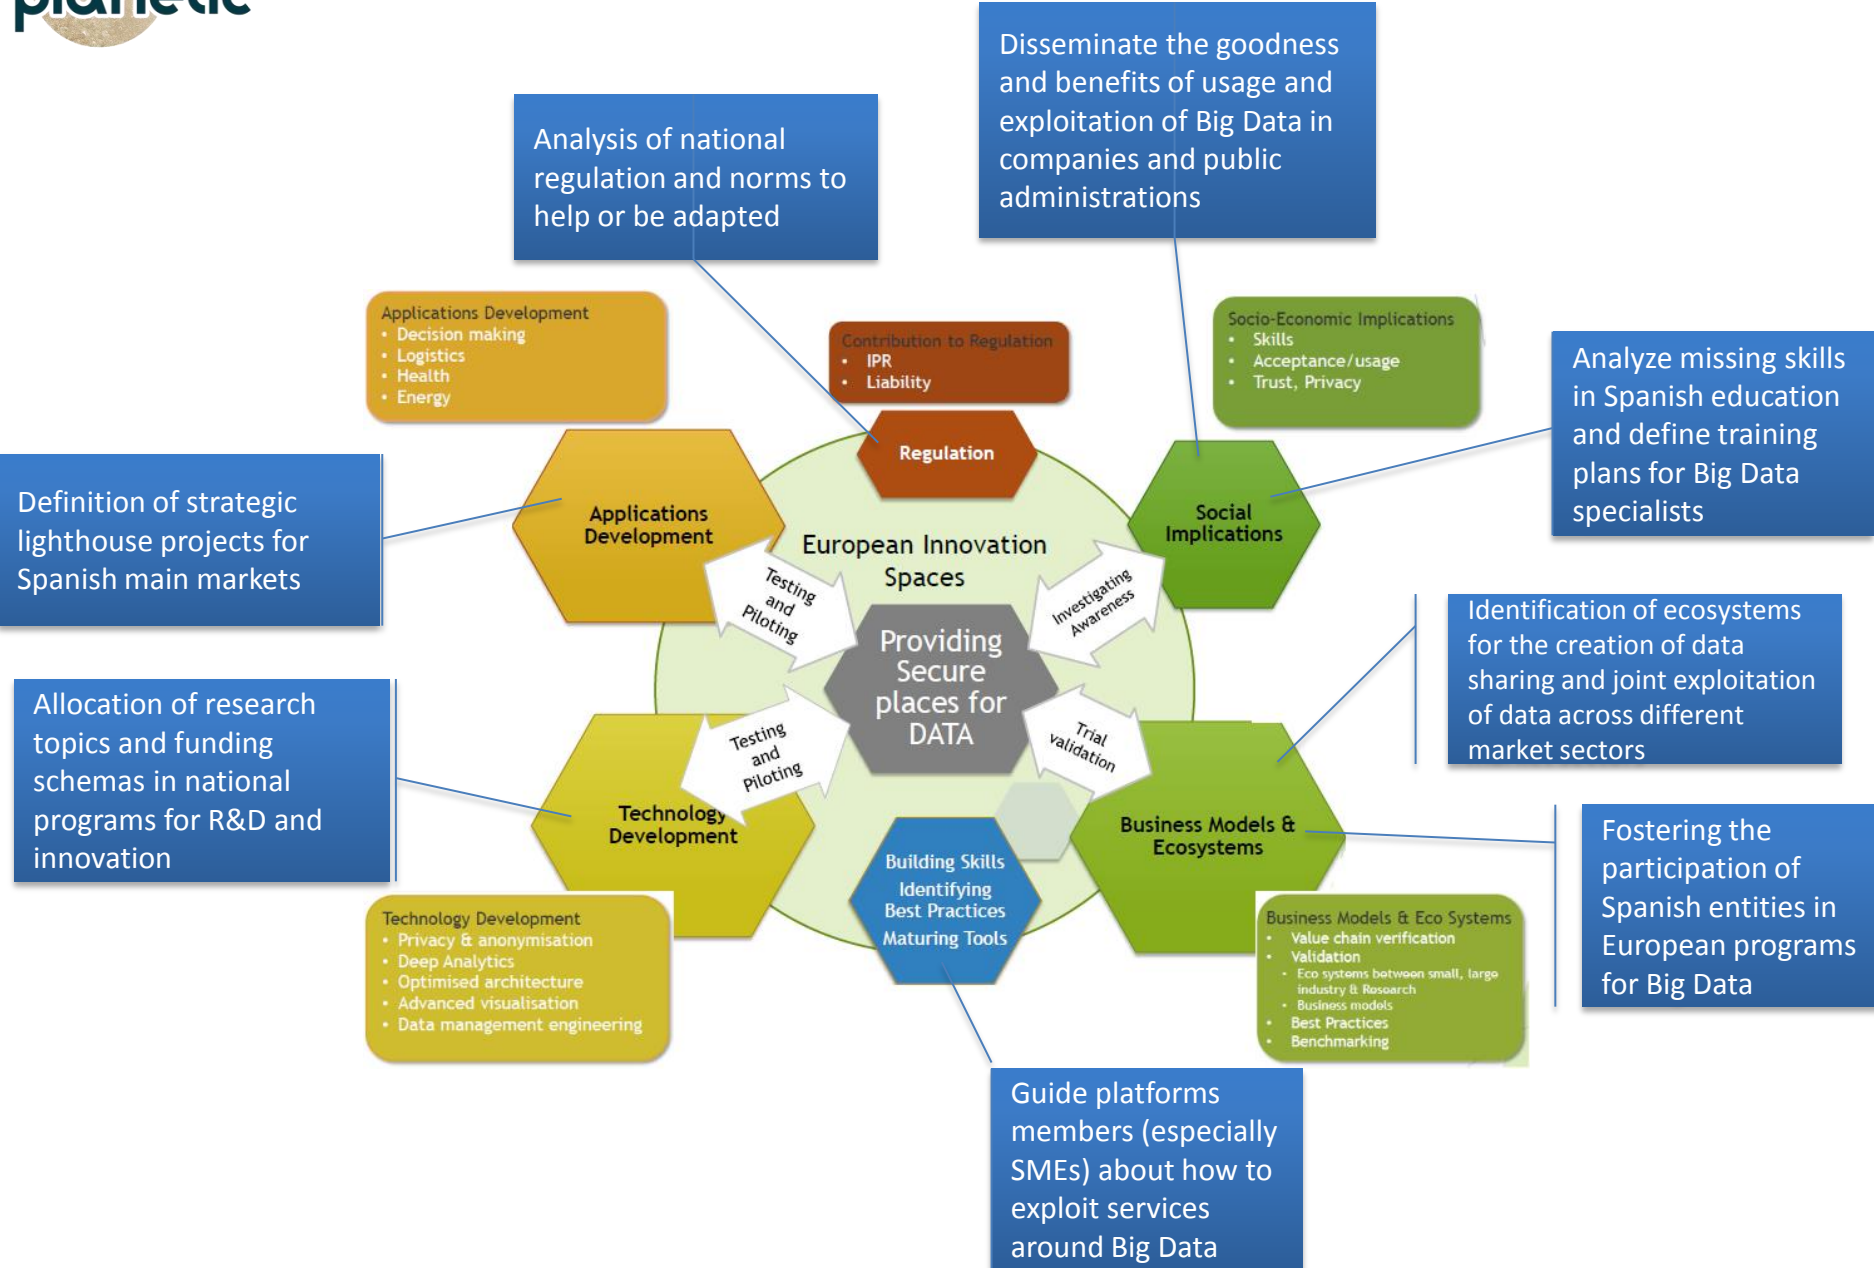 planetic
Disseminate the goodness
and benefits of usage and
exploitation of Big Data in
companies and public
administrations
Analysis of national
regulation and norms to
help or be adapted
Applications Development
• Decision making
• Logistics
• Health
• Energy
Contribution to Regulation
• IPR
• Liability
Socio-Economic Implications
• Skills
• Acceptance/usage
• Trust, Privacy
Analyze missing skills
in Spanish education
and define training
plans for Big Data
specialists
Definition of strategic
lighthouse projects for
Spanish main markets
Applications
Development
Regulation
Social
Implications
European Innovation
Spaces
Testing
and
Piloting
Investigating
Awareness
Providing
Secure
places for
DATA
Identification of ecosystems
for the creation of data
sharing and joint exploitation
of data across different
market sectors
Allocation of research
topics and funding
schemas in national
programs for R&D and
innovation
Testing
and
Piloting
Trial
validation
Technology
Development
Business Models &
Ecosystems
Building Skills
Identifying
Best Practices
Maturing Tools
Fostering the
participation of
Spanish entities in
European programs
for Big Data
Technology Development
• Privacy & anonymisation
• Deep Analytics
• Optimised architecture
• Advanced visualisation
• Data management engineering
Business Models & Eco Systems
• Value chain verification
• Validation
• Eco systems between small, large
industry & Research
• Business models
• Best Practices
• Benchmarking
Guide platforms
members (especially
SMEs) about how to
exploit services
around Big Data